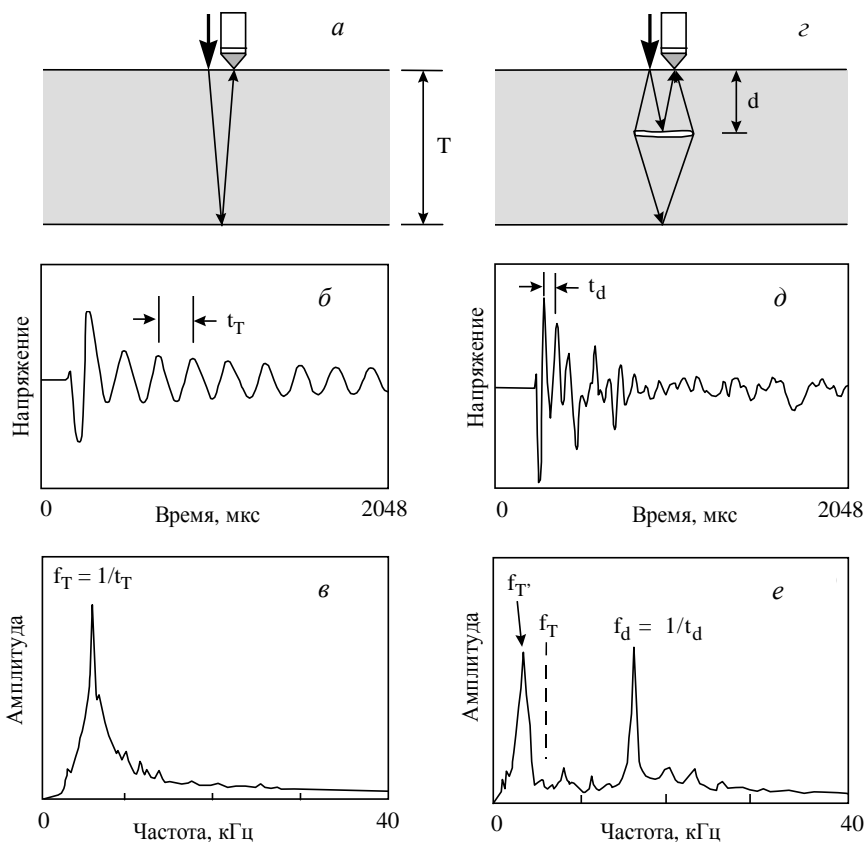 а
T
г
d
б
t_T
Напряжение
0
Время, мкс
2048
д
t_d
Напряжение
0
Время, мкс
2048
в
f_T = 1/t_T
Амплитуда
0
Частота, кГц
40
е
f_T'
f_T
f_d = 1/t_d
Амплитуда
0
Частота, кГц
40